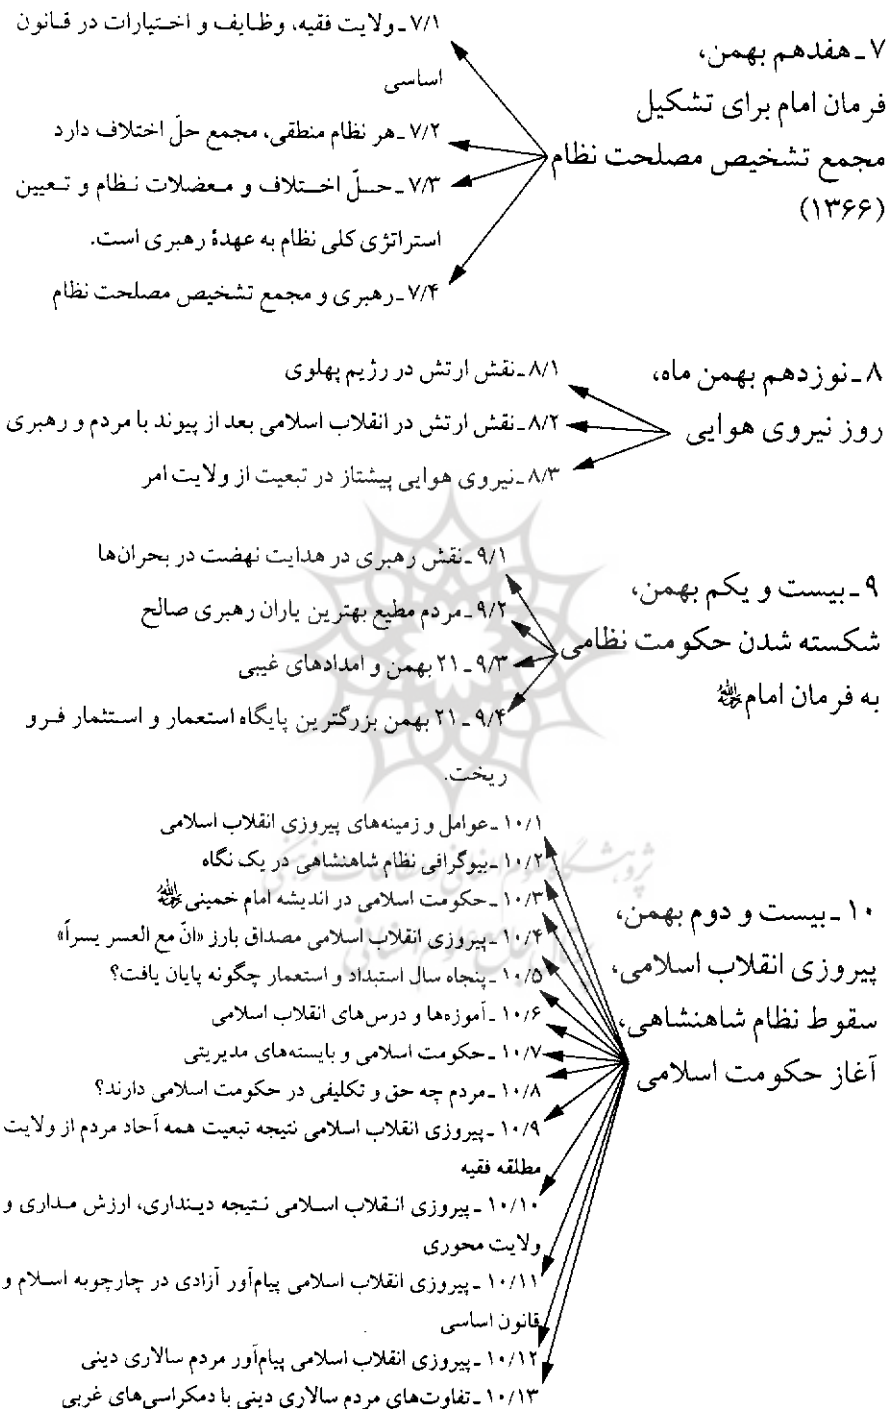 ۷ـ هفدهم بهمن،
فرمان امام برای تشکیل
مجمع تشخیص مصلحت نظام
(۱۳۶۶)
۷/۱ـ ولایت فقیه، وظایف و اختیارات در قانون
اساسی
۷/۲ـ هر نظام منطقی، مجمع حلّ اختلاف دارد
۷/۳ـ حلّ اختلاف و معضلات نظام و تعیین
استراتژی کلی نظام به عهدهٔ رهبری است.
۷/۴ـ رهبری و مجمع تشخیص مصلحت نظام
۸ـ نوزدهم بهمن ماه،
روز نیروی هوایی
۸/۱ـ نقش ارتش در رژیم پهلوی
۸/۲ـ نقش ارتش در انقلاب اسلامی بعد از پیوند با مردم و رهبری
۸/۳ـ نیروی هوایی پیشتاز در تبعیت از ولایت امر
۹ـ بیست و یکم بهمن،
شکسته شدن حکومت نظامی
به فرمان امام
۹/۱ـ نقش رهبری در هدایت نهضت در بحران‌ها
۹/۲ـ مردم مطیع بهترین یاران رهبری صالح
۹/۳ـ ۲۱ بهمن و امدادهای غیبی
۹/۴ـ ۲۱ بهمن بزرگترین پایگاه استعمار و استثمار فرو
ریخت.
۱۰ـ بیست و دوم بهمن،
پیروزی انقلاب اسلامی،
سقوط نظام شاهنشاهی،
آغاز حکومت اسلامی
۱۰/۱ـ عوامل و زمینه‌های پیروزی انقلاب اسلامی
۱۰/۲ـ بیوگرافی نظام شاهنشاهی در یک نگاه
۱۰/۳ـ حکومت اسلامی در اندیشه امام خمینی
۱۰/۴ـ پیروزی انقلاب اسلامی مصداق بارز «انّ مع العسر یسراً»
۱۰/۵ـ پنجاه سال استبداد و استعمار چگونه پایان یافت؟
۱۰/۶ـ آموزه‌ها و درس‌های انقلاب اسلامی
۱۰/۷ـ حکومت اسلامی و بایسته‌های مدیریتی
۱۰/۸ـ مردم چه حق و تکلیفی در حکومت اسلامی دارند؟
۱۰/۹ـ پیروزی انقلاب اسلامی نتیجه تبعیت همه آحاد مردم از ولایت
مطلقه فقیه
۱۰/۱۰ـ پیروزی انقلاب اسلامی نتیجه دینداری، ارزش مداری و
ولایت محوری
۱۰/۱۱ـ پیروزی انقلاب اسلامی پیام‌آور آزادی در چارچوبه اسلام و
قانون اساسی
۱۰/۱۲ـ پیروزی انقلاب اسلامی پیام‌آور مردم سالاری دینی
۱۰/۱۳ـ تفاوت‌های مردم سالاری دینی با دمکراسی‌های غربی